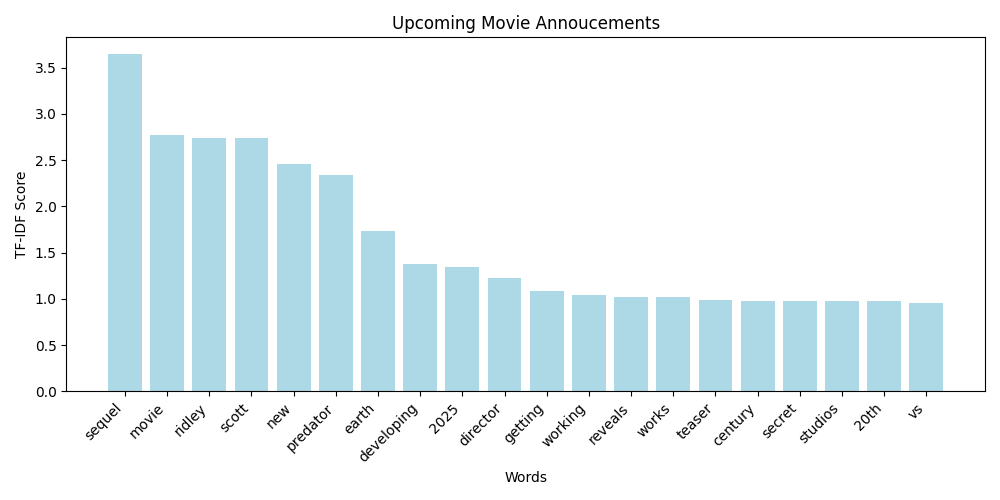 Upcoming Movie Annoucements
TF-IDF Score
3.5
3.0
2.5
2.0
1.5
1.0
0.5
0.0
sequel
movie
ridley
scott
new
predator
earth
developing
2025
director
getting
working
reveals
works
teaser
century
secret
studios
20th
vs
Words